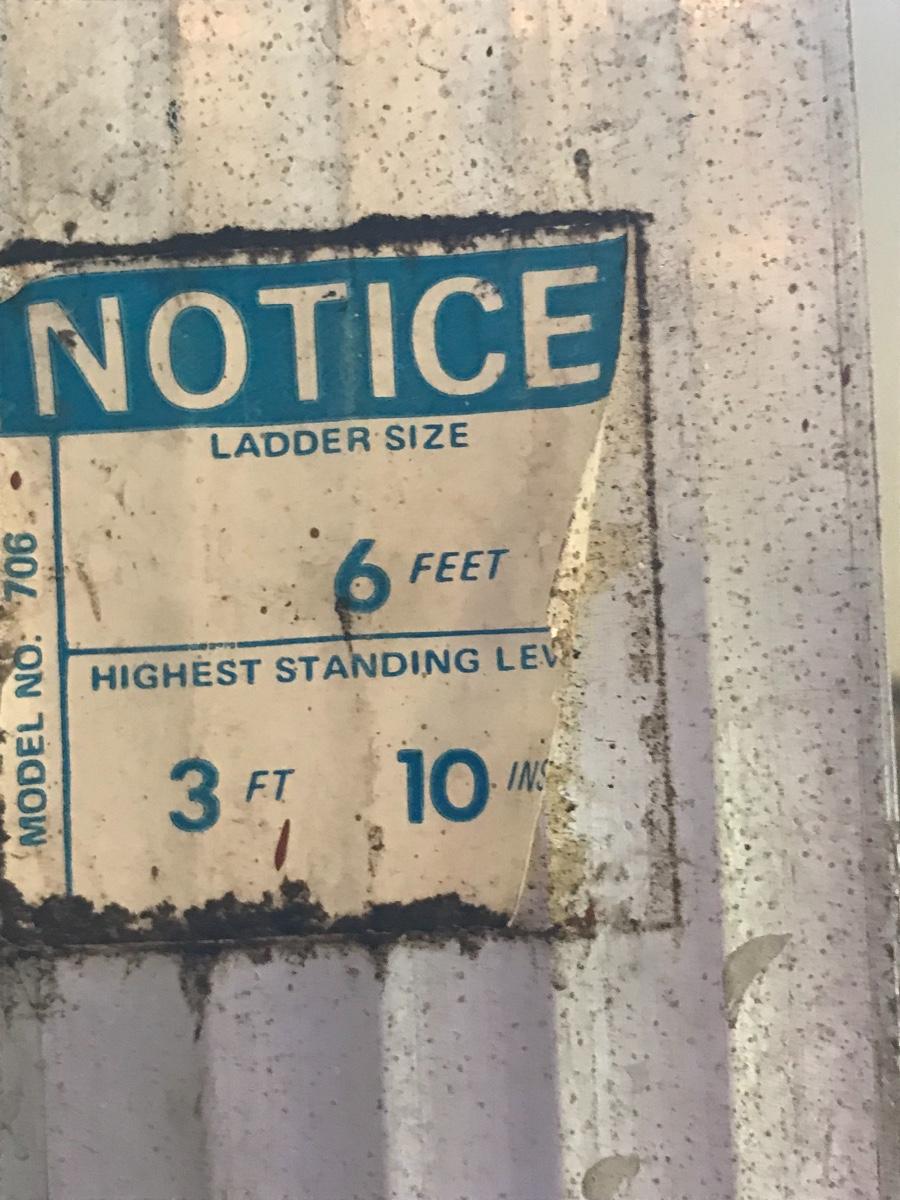 NOTICE
LADDER SIZE
6 FEET
HIGHEST STANDING LEV
3 FT 10 INS
MODEL NO. 706